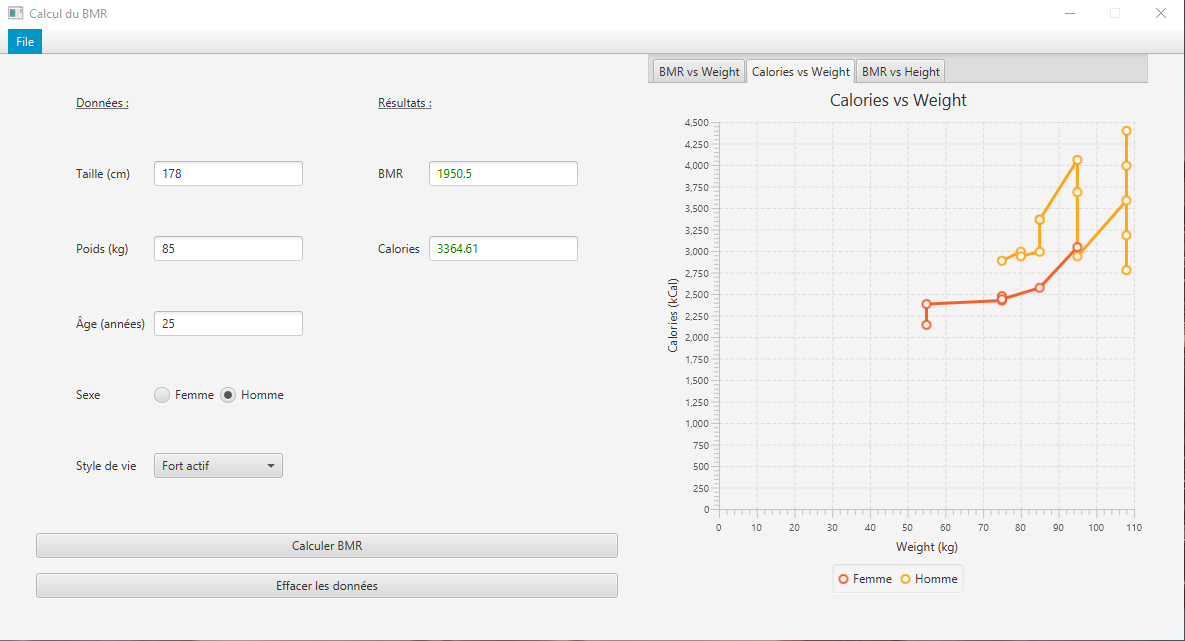 Calcul du BMR
File
Données :
Résultats :
Taille (cm) 178
BMR 1950.5
Poids (kg) 85
Calories 3364.61
Âge (années) 25
Sexe Femme Homme
Style de vie Fort actif
Calculer BMR
Effacer les données
BMR vs Weight Calories vs Weight BMR vs Height
Calories vs Weight
Calories (kCal)
4,500
4,250
4,000
3,750
3,500
3,250
3,000
2,750
2,500
2,250
2,000
1,750
1,500
1,250
1,000
750
500
250
0
0 10 20 30 40 50 60 70 80 90 100 110
Weight (kg)
Femme Homme